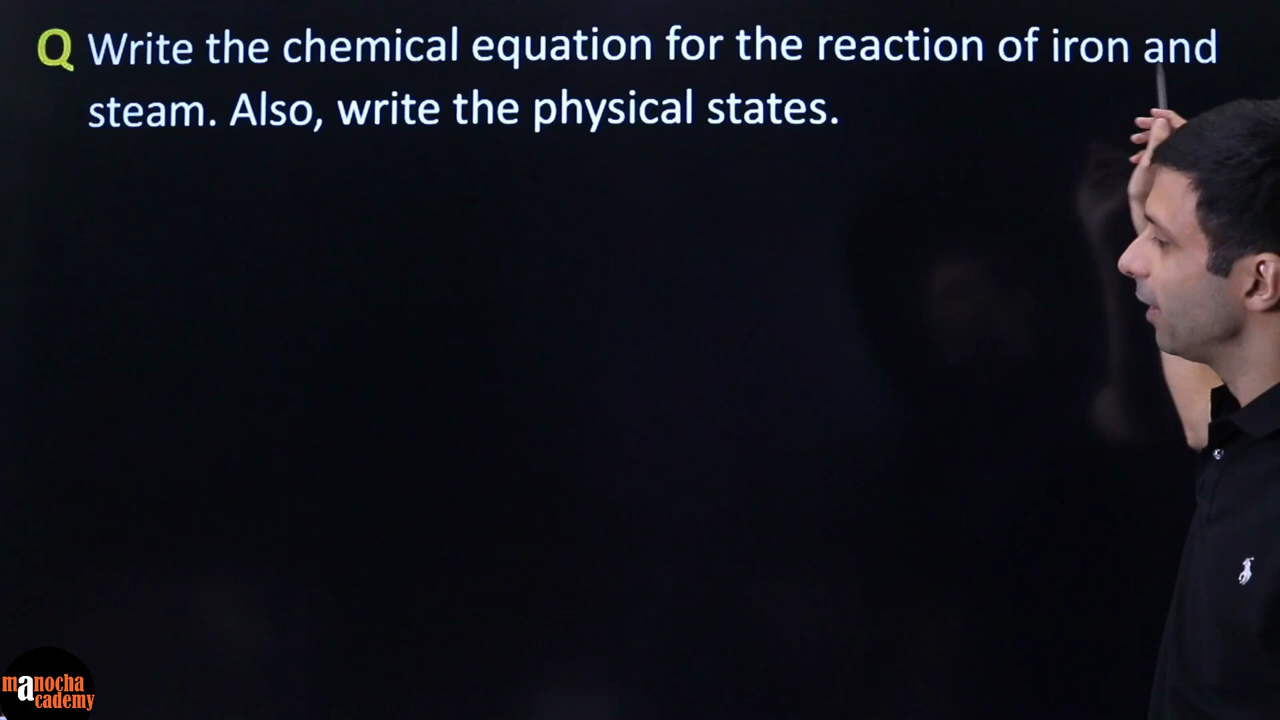 Q Write the chemical equation for the reaction of iron and
steam. Also, write the physical states.
manocha
academy